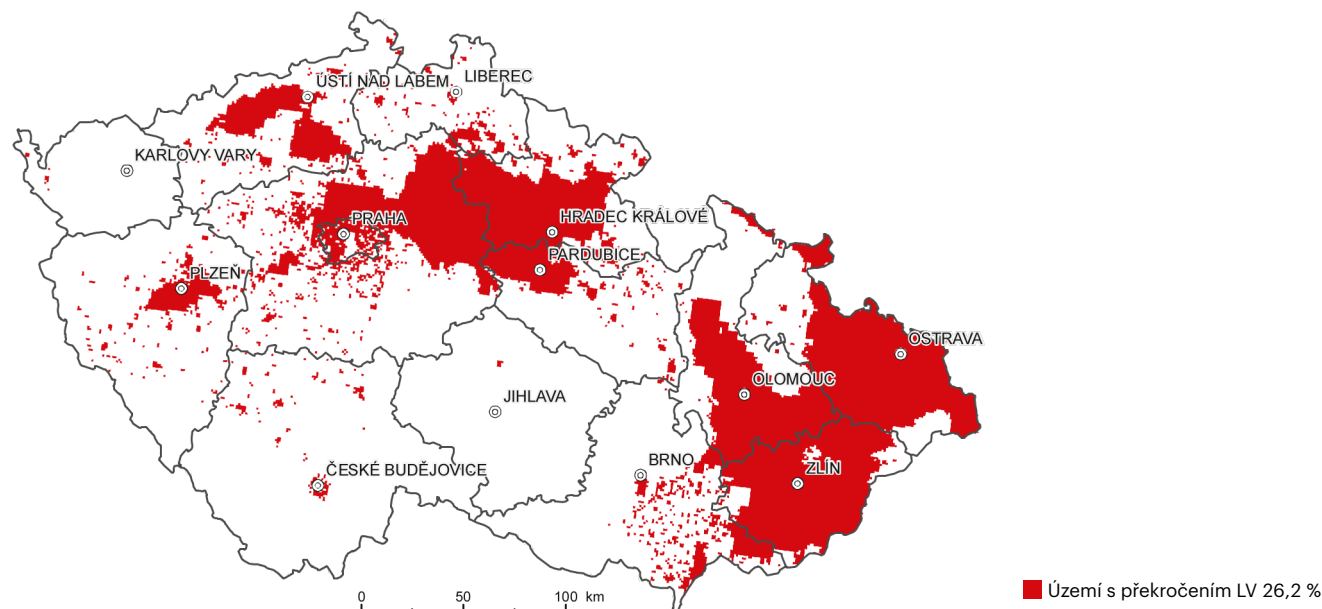 ÚSTÍ NAD LABEM
LIBEREC
KARLOVY VARY
PRAHA
HRADEC KRÁLOVÉ
PARDUBICE
PLZEŇ
OSTRAVA
OLOMOUC
JIHLAVA
BRNO
ZLÍN
ČESKÉ BUDĚJOVICE
0 50 100 km
Území s překročením LV 26,2 %